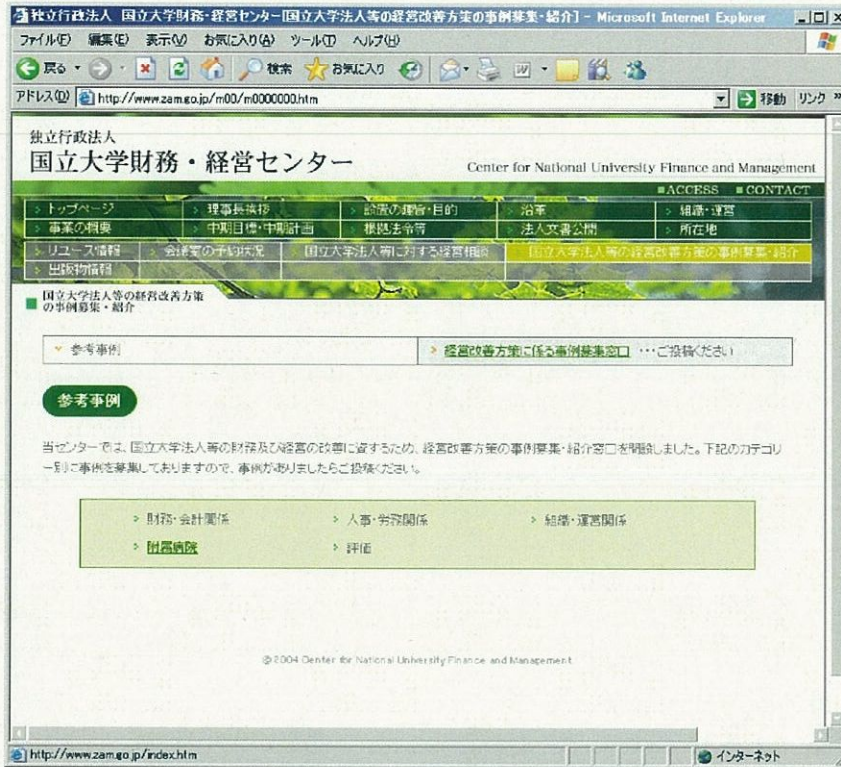 独立行政法人 国立大学財務・経営センター[国立大学法人等の経営改善方策の事例募集・紹介] - Microsoft Internet Explorer
ファイル(F) 編集(E) 表示(V) お気に入り(A) ツール(T) ヘルプ(H)
戻る 検索 お気に入り
アドレス(D) http://www.zam.go.jp/m00/m0000000.htm 移動 リンク »
独立行政法人
国立大学財務・経営センター Center for National University Finance and Management
■ACCESS ■CONTACT
> トップページ > 理事長挨拶 > 設置の趣旨・目的 > 沿革 > 組織・運営
> 事業の概要 > 中期目標・中期計画 > 根拠法令等 > 法人文書公開 > 所在地
> リユース情報 > 会議室の予約状況 > 国立大学法人等に対する経営相談 > 国立大学法人等の経営改善方策の事例募集・紹介
> 出版物情報
■ 国立大学法人等の経営改善方策
の事例募集・紹介
参考事例 > 経営改善方策に係る事例募集窓口 …ご投稿ください
参考事例
当センターでは、国立大学法人等の財務及び経営の改善に資するため、経営改善方策の事例募集・紹介窓口を開設しました。下記のカテゴリ
ー別に事例を募集しておりますので、事例がありましたらご投稿ください。
> 財務・会計関係 > 人事・労務関係 > 組織・運営関係
> 附属病院 > 評価
©2004 Center for National University Finance and Management
http://www.zam.go.jp/index.htm インターネット